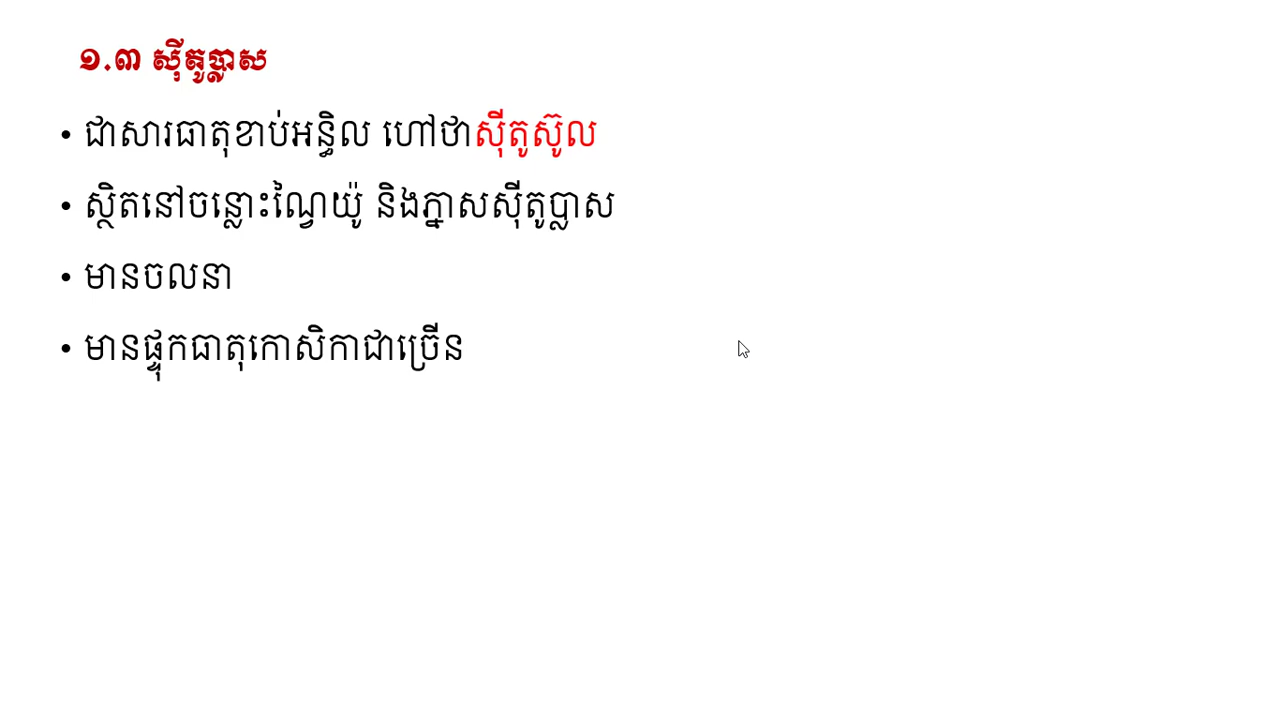 ១.៣ ស៊ីតូប្លាស
• ជាសារធាតុខាប់អន្ធិល ហៅថាស៊ីតូស៊ូល
• ស្ថិតនៅចន្លោះណ្វៃយ៉ូ និងភ្នាសស៊ីតូប្លាស
• មានចលនា
• មានផ្ទុកធាតុកោសិកាជាច្រើន